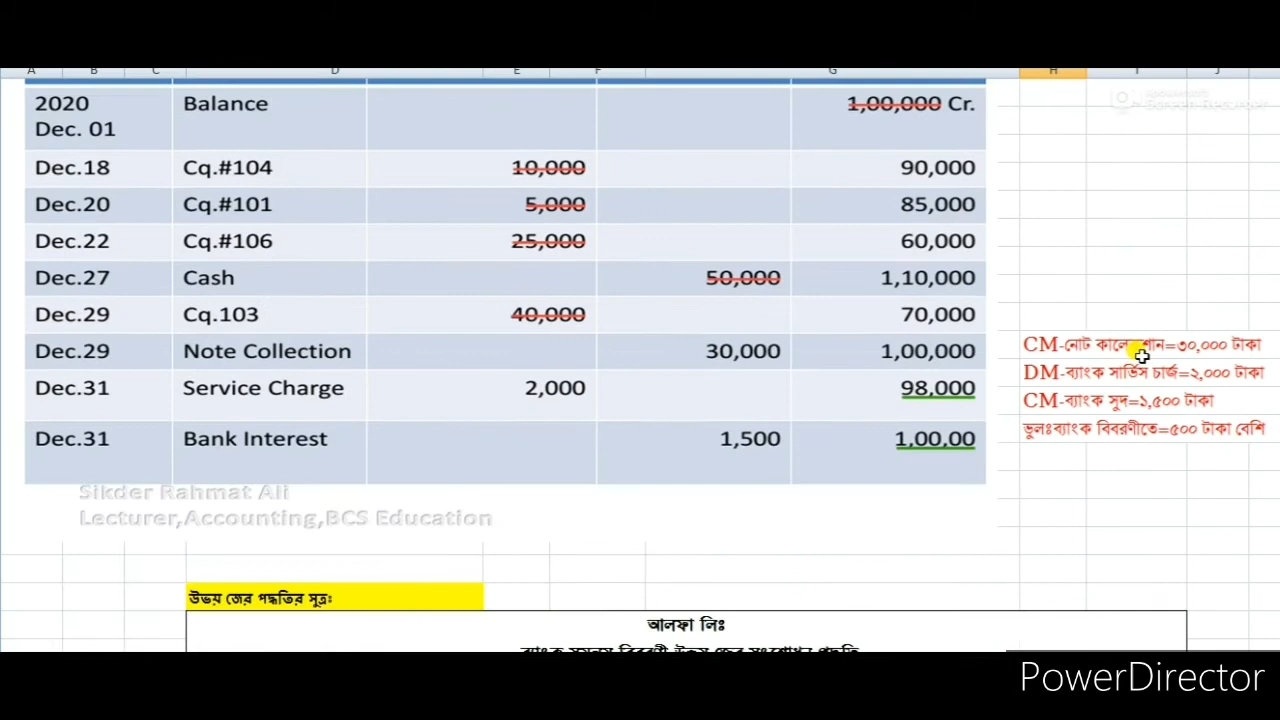 A B C D E F G H I J
2020 Dec. 01 Balance 1,00,000 Cr.
Dec.18 Cq.#104 10,000 90,000
Dec.20 Cq.#101 5,000 85,000
Dec.22 Cq.#106 25,000 60,000
Dec.27 Cash 50,000 1,10,000
Dec.29 Cq.103 40,000 70,000
Dec.29 Note Collection 30,000 1,00,000
CM-নোট কালেকশান=৩০,০০০ টাকা
DM-ব্যাংক সার্ভিস চার্জ=২,০০০ টাকা
Dec.31 Service Charge 2,000 98,000
CM-ব্যাংক সুদ=১,৫০০ টাকা
ভুলঃব্যাংক বিবরণীতে=৫০০ টাকা বেশি
Dec.31 Bank Interest 1,500 1,00,00
Sikder Rahmat Ali
Lecturer,Accounting,BCS Education
উভয় জের পদ্ধতির সুত্রঃ
আলফা লিঃ
PowerDirector